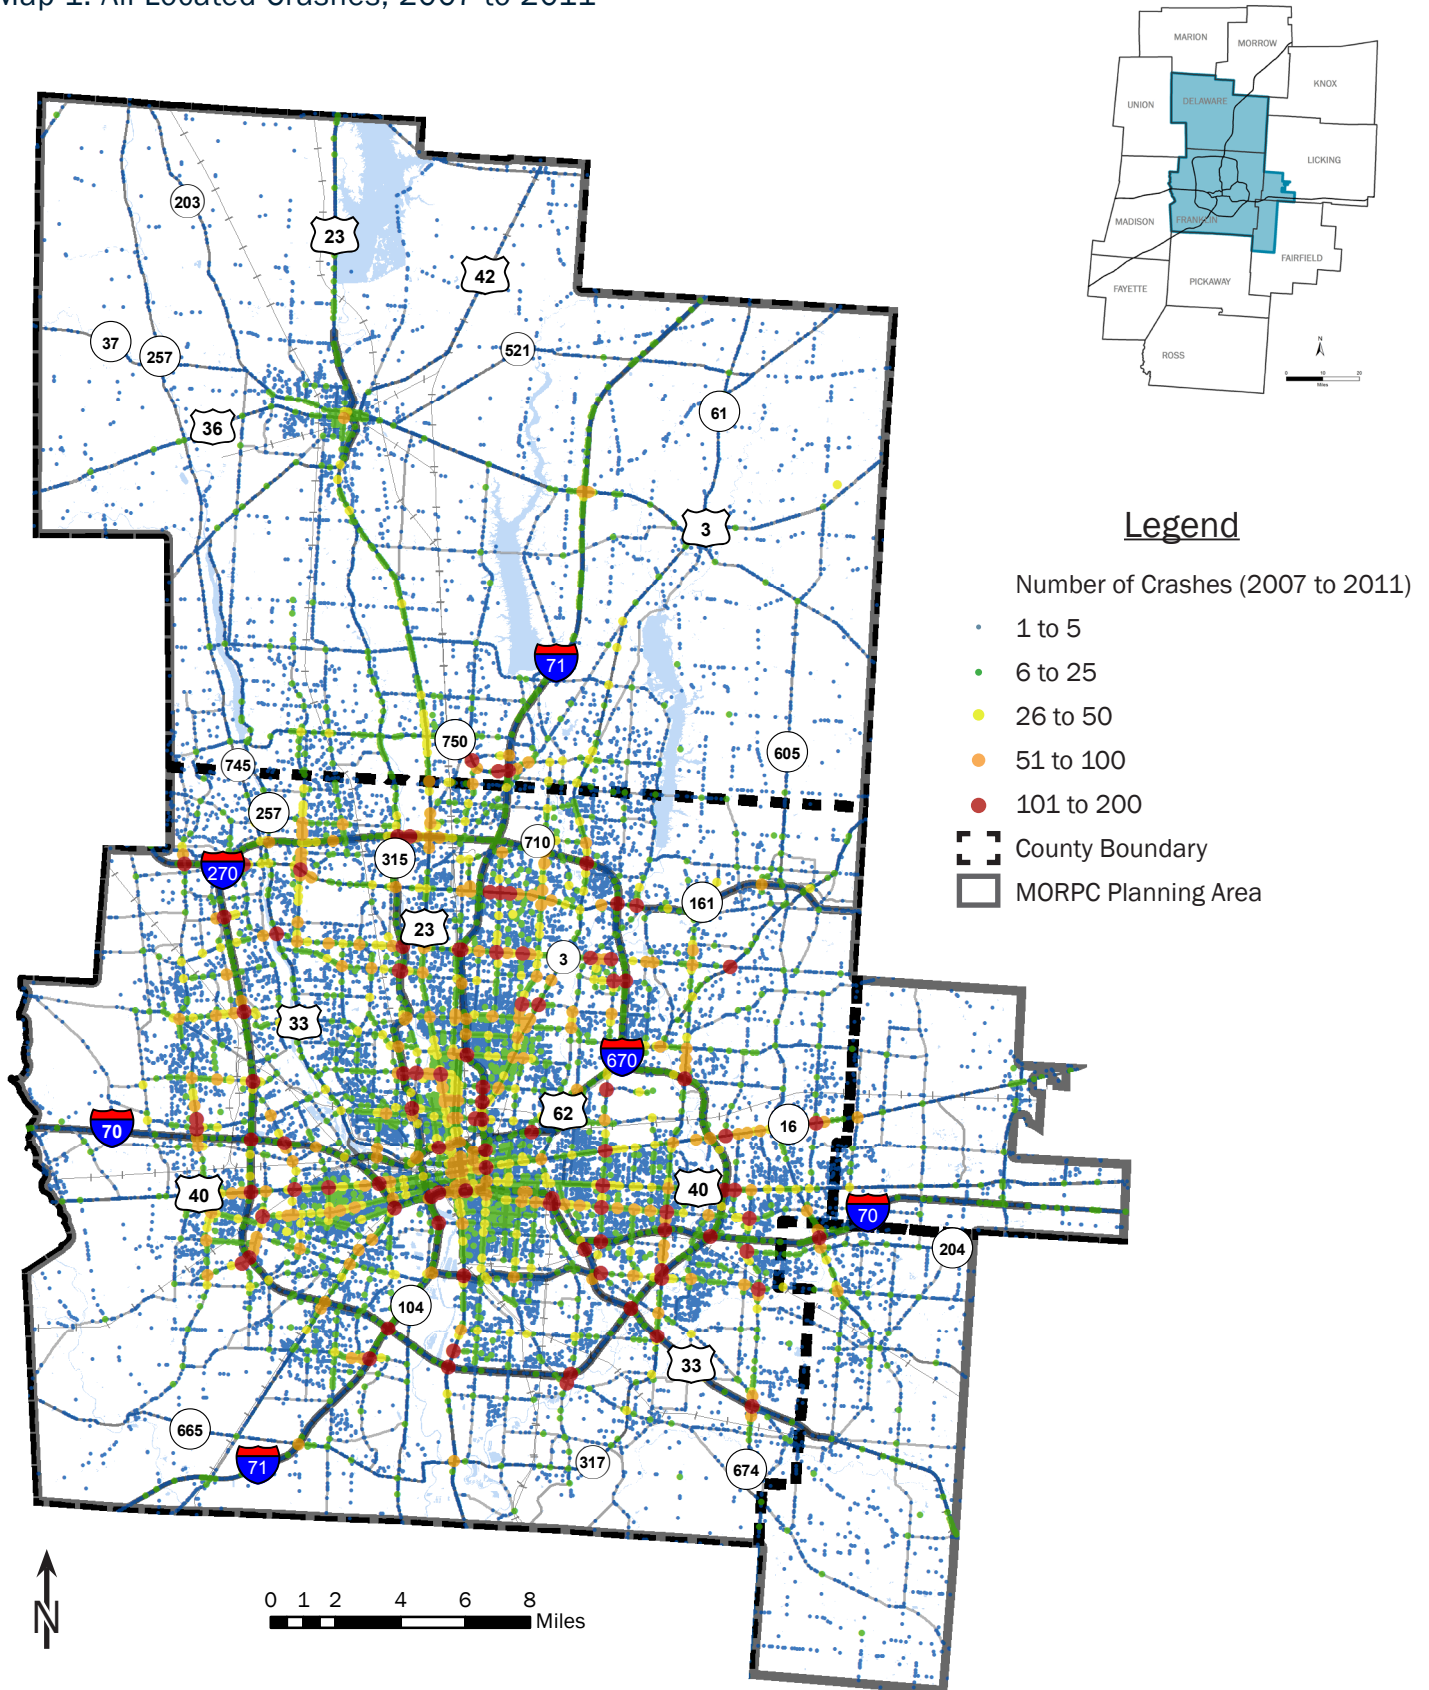 Map 1. All Located Crashes, 2007 to 2011
MARION
MORROW
KNOX
UNION
DELAWARE
LICKING
MADISON
FRANKLIN
FAIRFIELD
FAYETTE
PICKAWAY
ROSS
N
0 10 20
Miles
203
23
42
37
257
521
36
61
3
71
750
745
605
257
710
315
270
161
23
3
33
670
62
70
16
40
40
70
204
104
33
665
71
317
674
Legend
Number of Crashes (2007 to 2011)
1 to 5
6 to 25
26 to 50
51 to 100
101 to 200
County Boundary
MORPC Planning Area
N
0 1 2 4 6 8
Miles